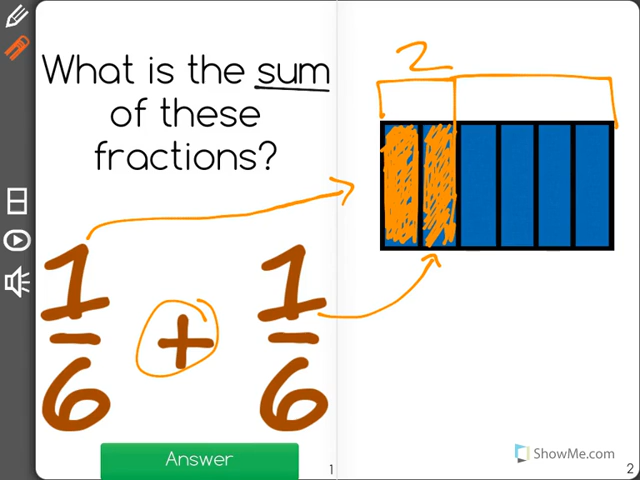 What is the sum
of these
fractions?
1/6 + 1/6
Answer
1
2
ShowMe.com
2